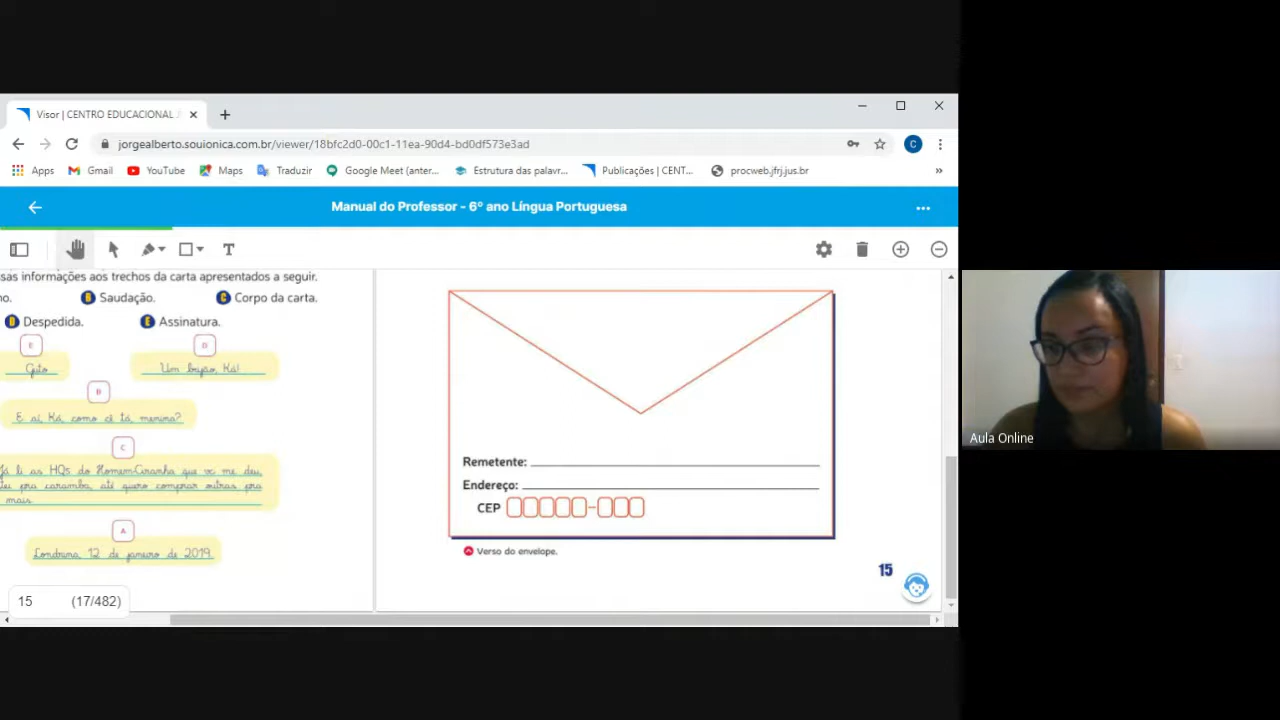 Visor | CENTRO EDUCACIONAL
jorgealberto.souionica.com.br/viewer/18bfc2d0-00c1-11ea-90d4-bd0df573e3ad
C
Apps
Gmail
YouTube
Maps
Traduzir
Google Meet (anter...
Estrutura das palavr...
Publicações | CENT...
procweb.jfrj.jus.br
»
Manual do Professor - 6º ano Língua Portuguesa
T
sas informações aos trechos da carta apresentados a seguir.
no.
B Saudação.
C Corpo da carta.
D Despedida.
E Assinatura.
E
D
Guto
Um beijão, Ká!
B
E aí, Ká, como cê tá, menina?
C
Já li as HQs do Homem-Aranha que vc me deu,
pra caramba, até quero comprar outras pra
mais.
A
Londrina, 12 de janeiro de 2019.
15 (17/482)
Remetente:
Endereço:
CEP
Verso do envelope.
15
Aula Online